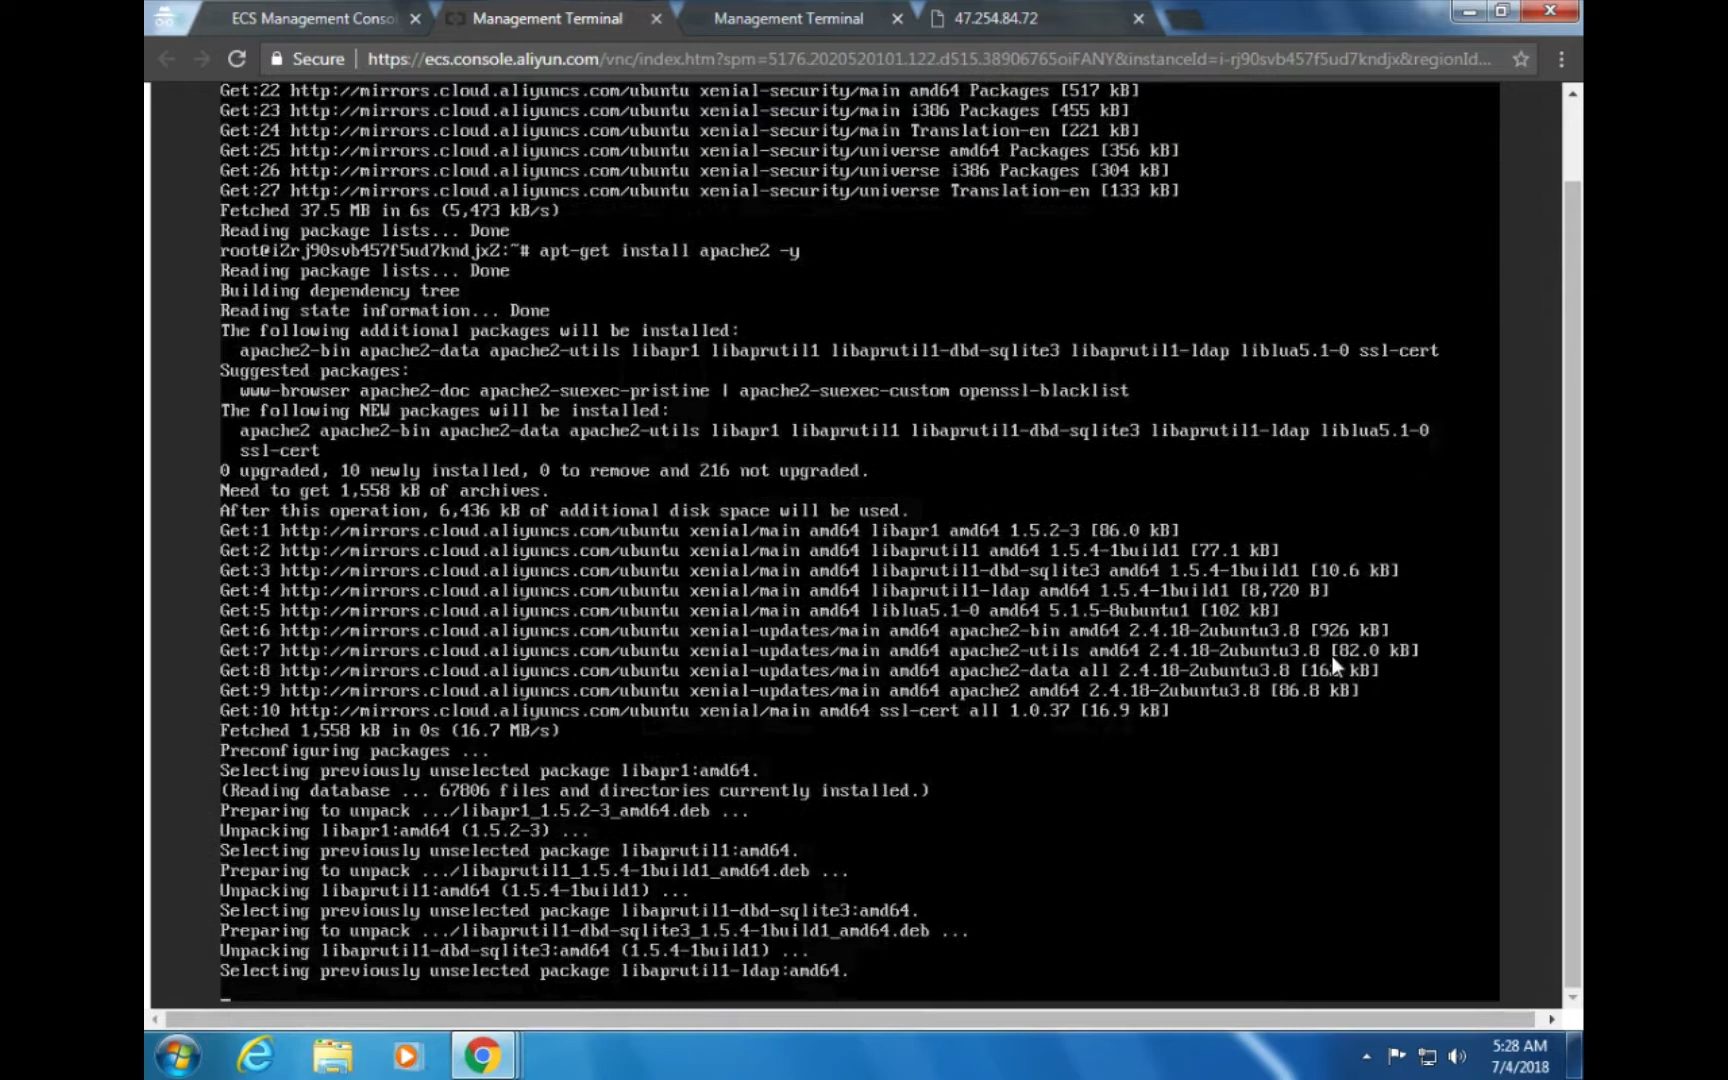 ECS Management Conso
Management Terminal
Management Terminal
47.254.84.72
Secure
https://ecs.console.aliyun.com/vnc/index.htm?spm=5176.2020520101.122.d515.38906765oiFANY&instanceId=i-rj90svb457f5ud7kndjx&regionId...
Get:22 http://mirrors.cloud.aliyuncs.com/ubuntu xenial-security/main amd64 Packages [517 kB]
Get:23 http://mirrors.cloud.aliyuncs.com/ubuntu xenial-security/main i386 Packages [455 kB]
Get:24 http://mirrors.cloud.aliyuncs.com/ubuntu xenial-security/main Translation-en [221 kB]
Get:25 http://mirrors.cloud.aliyuncs.com/ubuntu xenial-security/universe amd64 Packages [356 kB]
Get:26 http://mirrors.cloud.aliyuncs.com/ubuntu xenial-security/universe i386 Packages [304 kB]
Get:27 http://mirrors.cloud.aliyuncs.com/ubuntu xenial-security/universe Translation-en [133 kB]
Fetched 37.5 MB in 6s (5,473 kB/s)
Reading package lists... Done
root@iZrj90svb457f5ud7kndjxZ:~# apt-get install apache2 -y
Reading package lists... Done
Building dependency tree
Reading state information... Done
The following additional packages will be installed:
apache2-bin apache2-data apache2-utils libapr1 libaprutil1 libaprutil1-dbd-sqlite3 libaprutil1-ldap liblua5.1-0 ssl-cert
Suggested packages:
www-browser apache2-doc apache2-suexec-pristine | apache2-suexec-custom openssl-blacklist
The following NEW packages will be installed:
apache2 apache2-bin apache2-data apache2-utils libapr1 libaprutil1 libaprutil1-dbd-sqlite3 libaprutil1-ldap liblua5.1-0
ssl-cert
0 upgraded, 10 newly installed, 0 to remove and 216 not upgraded.
Need to get 1,558 kB of archives.
After this operation, 6,436 kB of additional disk space will be used.
Get:1 http://mirrors.cloud.aliyuncs.com/ubuntu xenial/main amd64 libapr1 amd64 1.5.2-3 [86.0 kB]
Get:2 http://mirrors.cloud.aliyuncs.com/ubuntu xenial/main amd64 libaprutil1 amd64 1.5.4-1build1 [77.1 kB]
Get:3 http://mirrors.cloud.aliyuncs.com/ubuntu xenial/main amd64 libaprutil1-dbd-sqlite3 amd64 1.5.4-1build1 [10.6 kB]
Get:4 http://mirrors.cloud.aliyuncs.com/ubuntu xenial/main amd64 libaprutil1-ldap amd64 1.5.4-1build1 [8,720 B]
Get:5 http://mirrors.cloud.aliyuncs.com/ubuntu xenial/main amd64 liblua5.1-0 amd64 5.1.5-8ubuntu1 [102 kB]
Get:6 http://mirrors.cloud.aliyuncs.com/ubuntu xenial-updates/main amd64 apache2-bin amd64 2.4.18-2ubuntu3.8 [926 kB]
Get:7 http://mirrors.cloud.aliyuncs.com/ubuntu xenial-updates/main amd64 apache2-utils amd64 2.4.18-2ubuntu3.8 [82.0 kB]
Get:8 http://mirrors.cloud.aliyuncs.com/ubuntu xenial-updates/main amd64 apache2-data all 2.4.18-2ubuntu3.8 kB]
Get:9 http://mirrors.cloud.aliyuncs.com/ubuntu xenial-updates/main amd64 apache2 amd64 2.4.18-2ubuntu3.8 [86.8 kB]
Get:10 http://mirrors.cloud.aliyuncs.com/ubuntu xenial/main amd64 ssl-cert all 1.0.37 [16.9 kB]
Fetched 1,558 kB in 0s (16.7 MB/s)
Preconfiguring packages ...
Selecting previously unselected package libapr1:amd64.
(Reading database ... 67806 files and directories currently installed.)
Preparing to unpack .../libapr1_1.5.2-3_amd64.deb ...
Unpacking libapr1:amd64 (1.5.2-3) ...
Selecting previously unselected package libaprutil1:amd64.
Preparing to unpack .../libaprutil1_1.5.4-1build1_amd64.deb ...
Unpacking libaprutil1:amd64 (1.5.4-1build1) ...
Selecting previously unselected package libaprutil1-dbd-sqlite3:amd64.
Preparing to unpack .../libaprutil1-dbd-sqlite3_1.5.4-1build1_amd64.deb ...
Unpacking libaprutil1-dbd-sqlite3:amd64 (1.5.4-1build1) ...
Selecting previously unselected package libaprutil1-ldap:amd64.
5:28 AM
7/4/2018